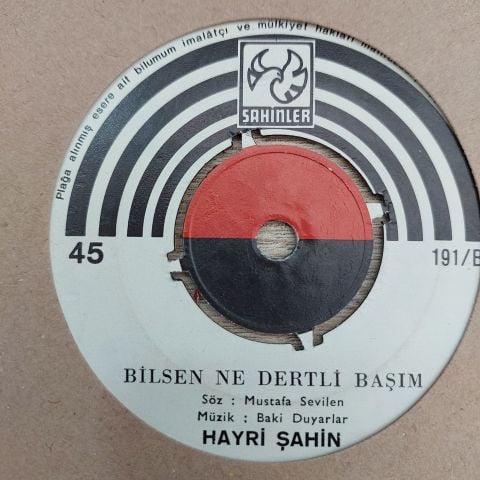 Plağa alınmış esere ait bilumum imalâtçı ve mülkiyet hakları
ŞAHİNLER
45
191/B
BİLSEN NE DERTLİ BAŞIM
Söz : Mustafa Sevilen
Müzik : Baki Duyarlar
HAYRİ ŞAHİN